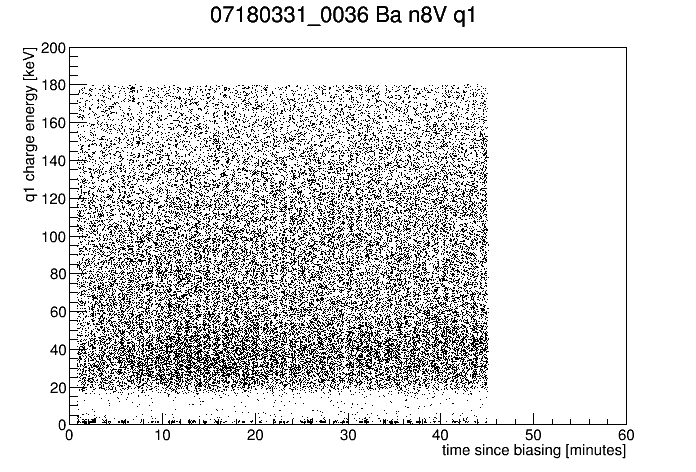 07180331_0036 Ba n8V q1
q1 charge energy [keV]
200
180
160
140
120
100
80
60
40
20
0
0 10 20 30 40 50 60
time since biasing [minutes]